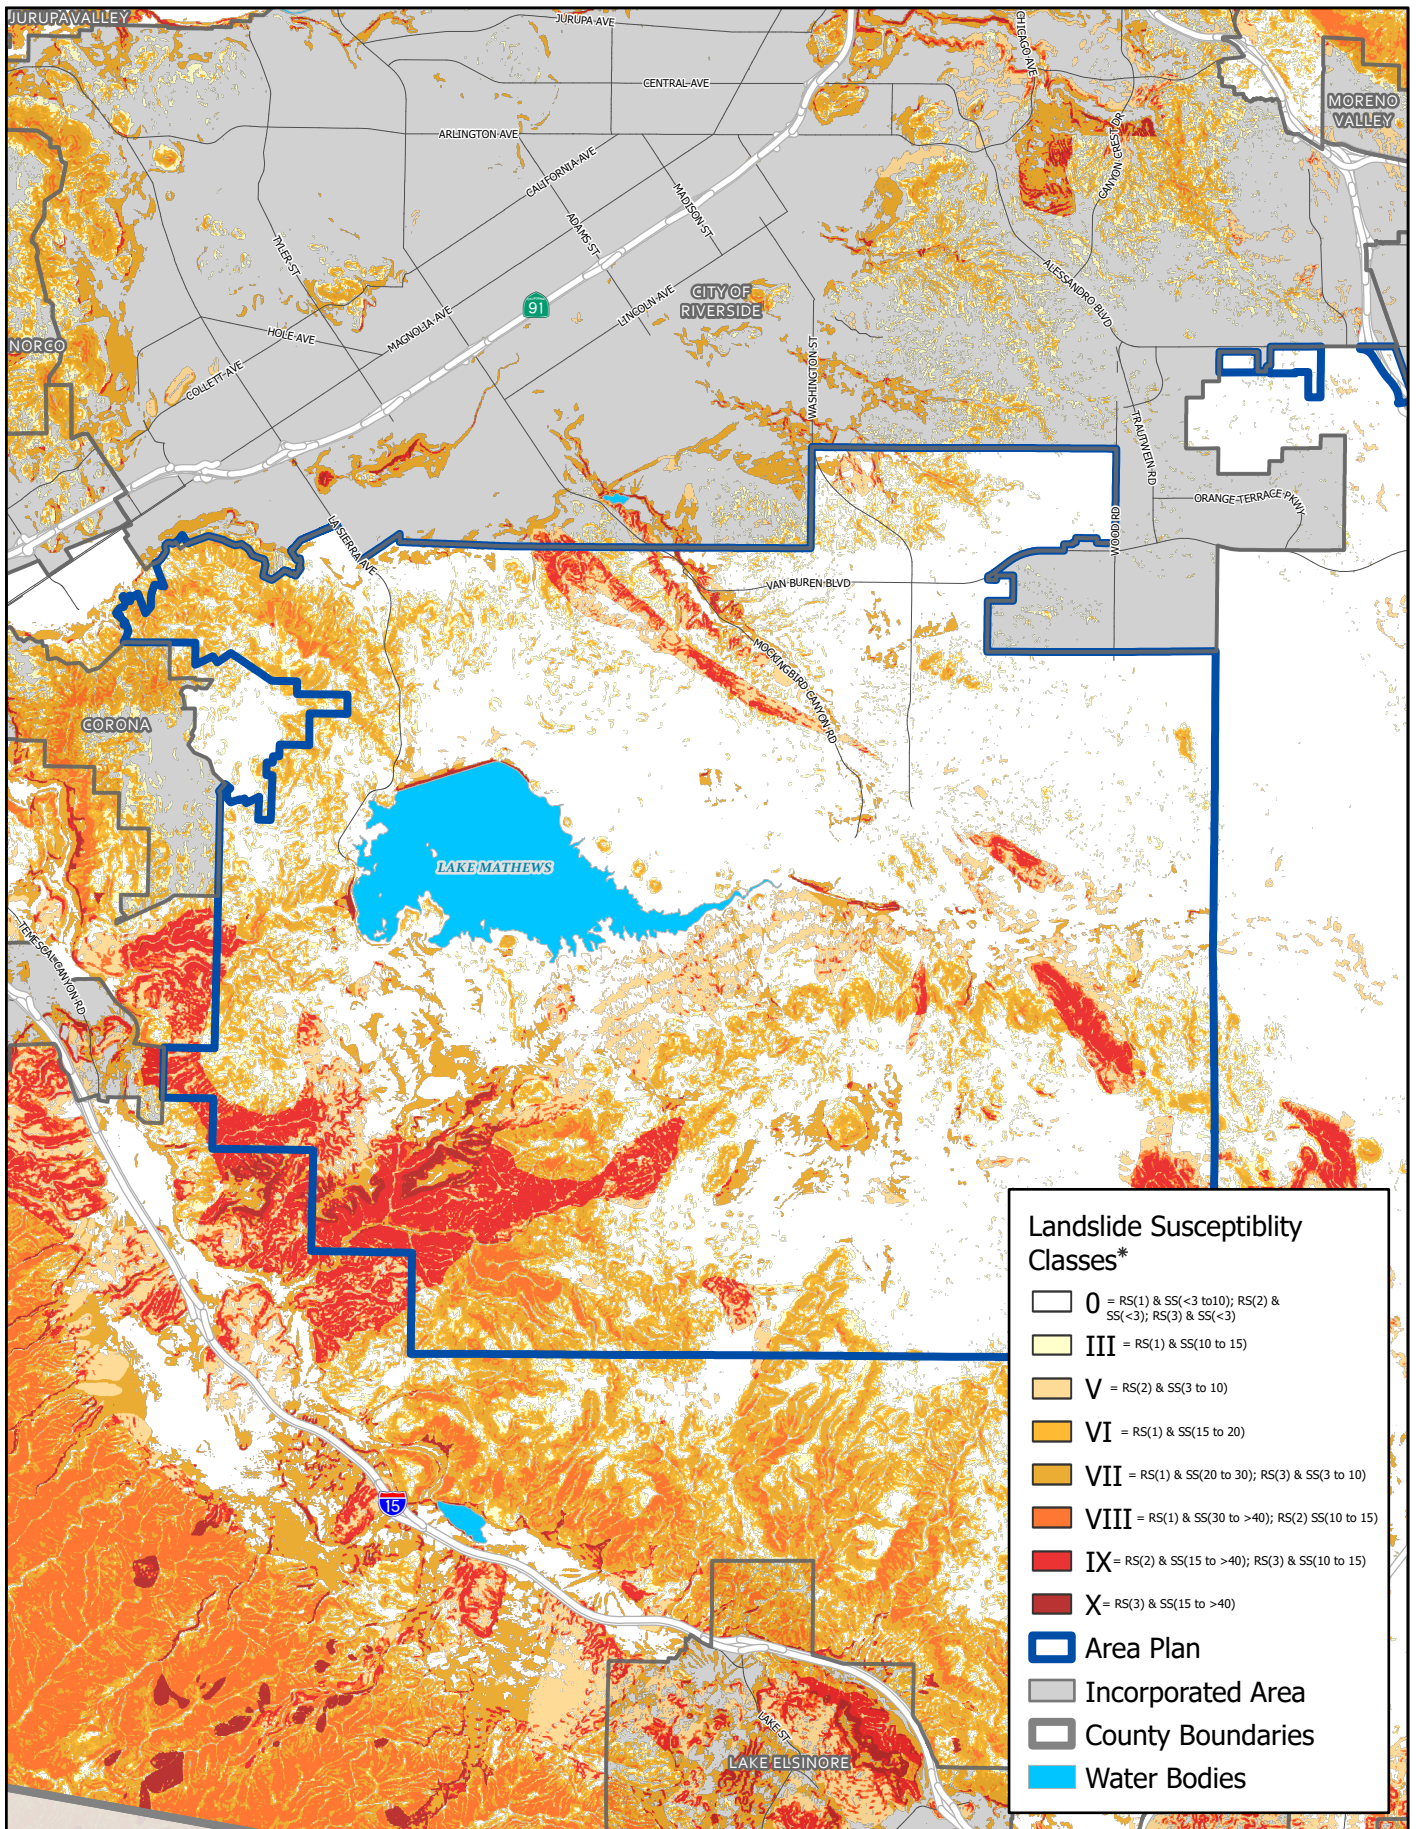 JURUPA VALLEY
JURUPA AVE
CHICAGO AVE
CENTRAL AVE
MORENO
VALLEY
ARLINGTON AVE
CALIFORNIA AVE
CANYON CREST DR
MADISON ST
ADAMS ST
TYLER ST
ALESSANDRO BLVD
CITY OF
RIVERSIDE
91
LINCOLN AVE
MAGNOLIA AVE
HOLE AVE
NORCO
COLLETT AVE
WASHINGTON ST
TRAUTWEIN RD
ORANGE TERRACE PKWY
WOOD RD
LA SIERRA AVE
VAN BUREN BLVD
MOCKINGBIRD CANYON RD
CORONA
LAKE MATHEWS
TEMESCAL CANYON RD
15
LAKE ST
LAKE ELSINORE
Landslide Susceptiblity
Classes*
0 = RS(1) & SS(<3 to10); RS(2) &
SS(<3); RS(3) & SS(<3)
III = RS(1) & SS(10 to 15)
V = RS(2) & SS(3 to 10)
VI = RS(1) & SS(15 to 20)
VII = RS(1) & SS(20 to 30); RS(3) & SS(3 to 10)
VIII = RS(1) & SS(30 to >40); RS(2) SS(10 to 15)
IX = RS(2) & SS(15 to >40); RS(3) & SS(10 to 15)
X = RS(3) & SS(15 to >40)
Area Plan
Incorporated Area
County Boundaries
Water Bodies